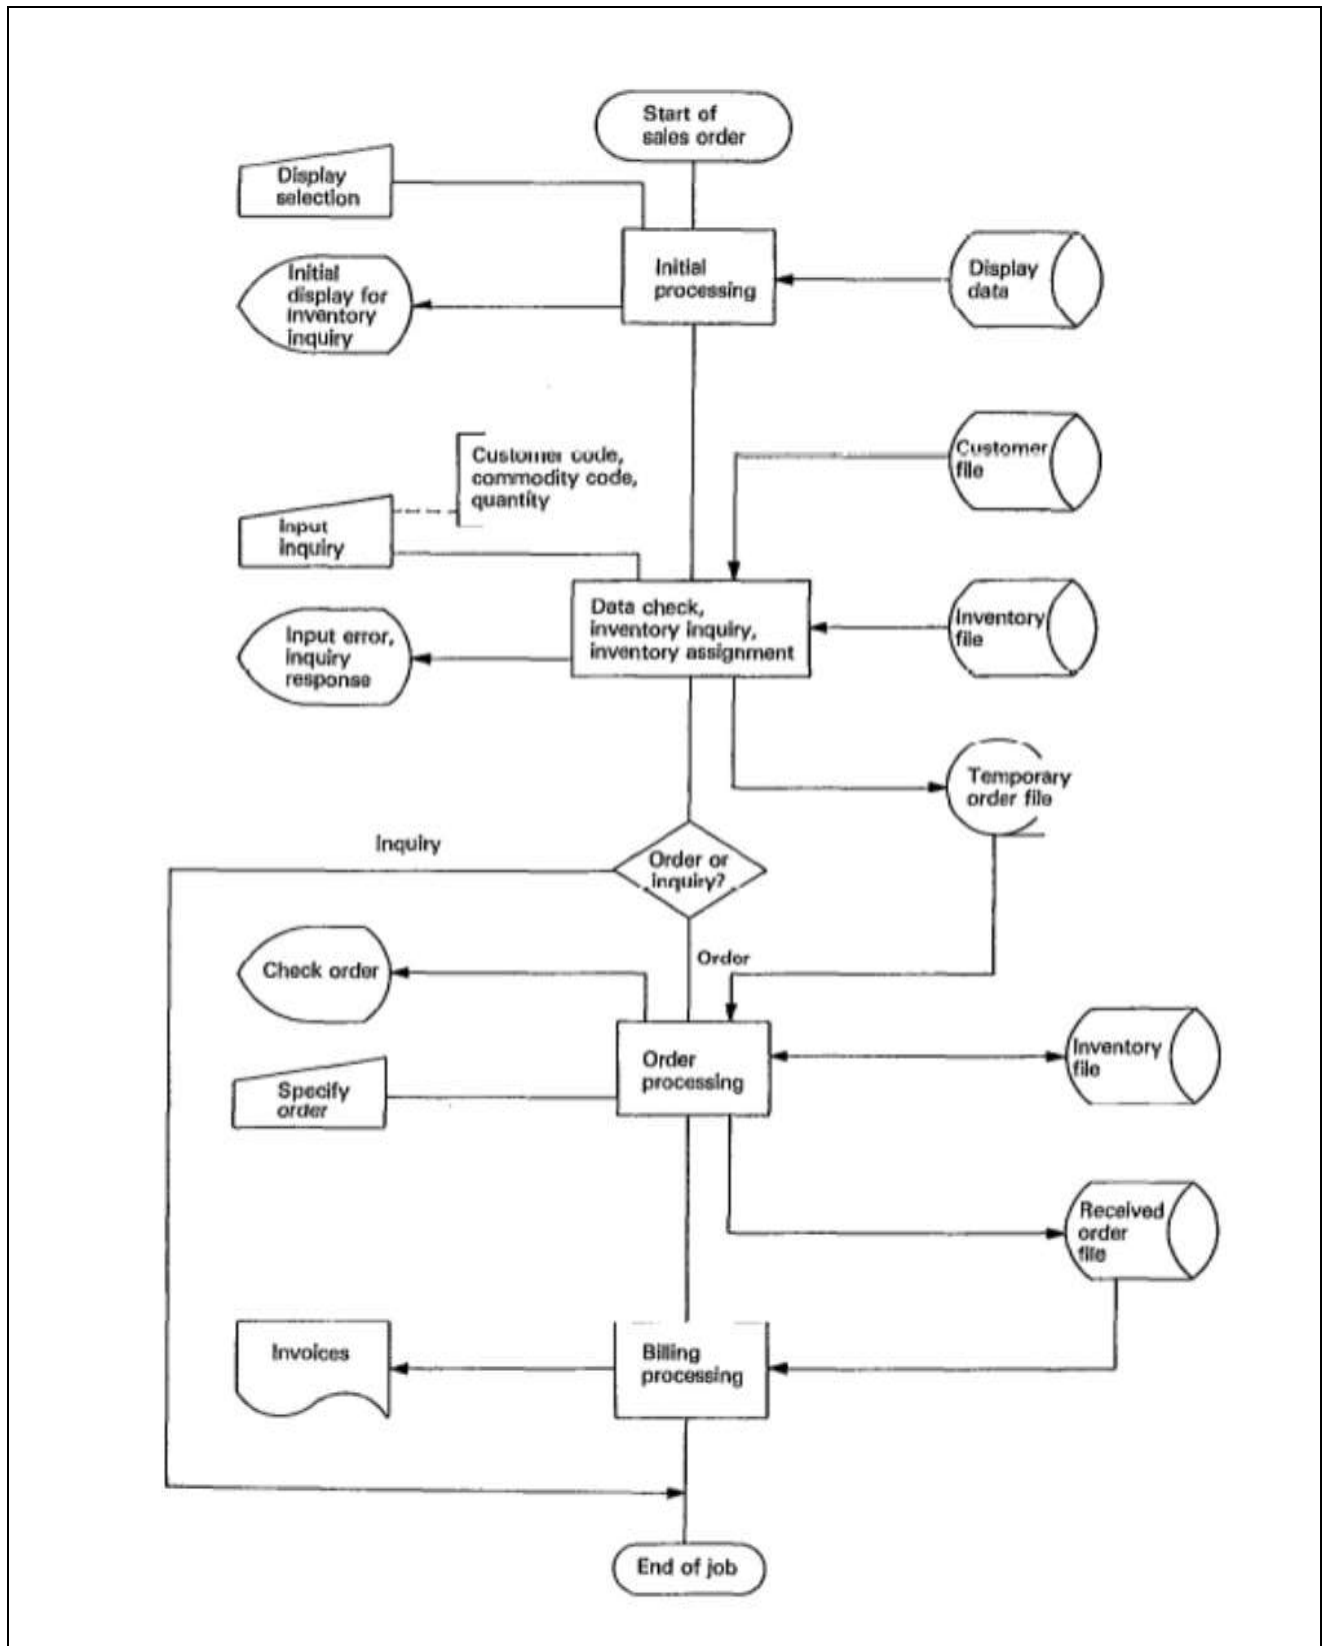 Start of
sales order
Display
selection
Initial
processing
Display
data
Initial
display for
inventory
inquiry
Customer code,
commodity code,
quantity
Customer
file
Input
inquiry
Data check,
inventory inquiry,
inventory assignment
Inventory
file
Input error,
inquiry
response
Temporary
order file
Inquiry
Order or
inquiry?
Order
Check order
Order
processing
Inventory
file
Specify
order
Received
order
file
Invoices
Billing
processing
End of job